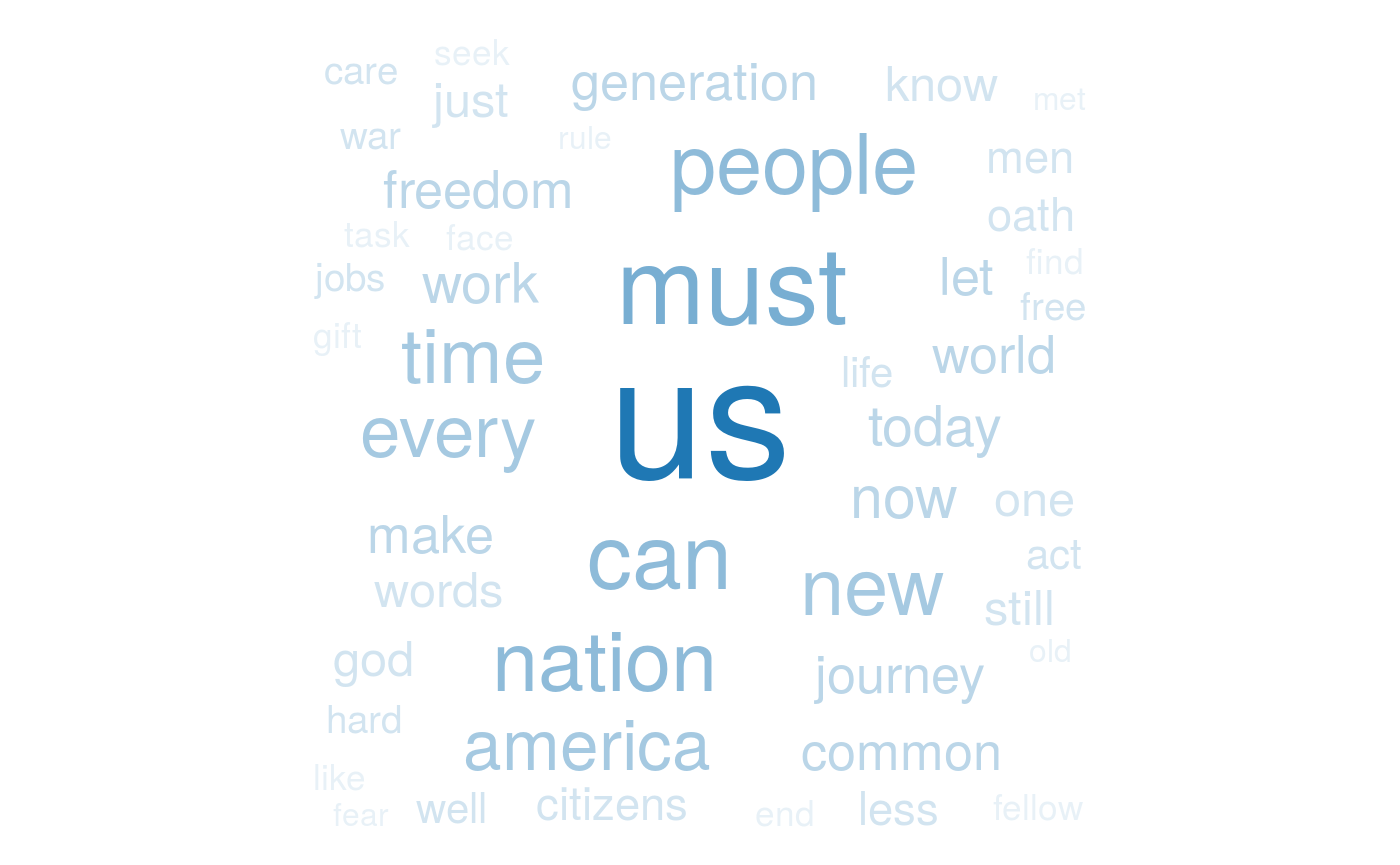 seek
care
generation
know
just
met
war
rule
people
men
freedom
oath
task
face
find
jobs
work
must
let
free
gift
time
world
life
every
us
today
now
one
make
can
act
words
new
still
god
nation
old
journey
hard
america
common
like
fear
well
citizens
end
less
fellow